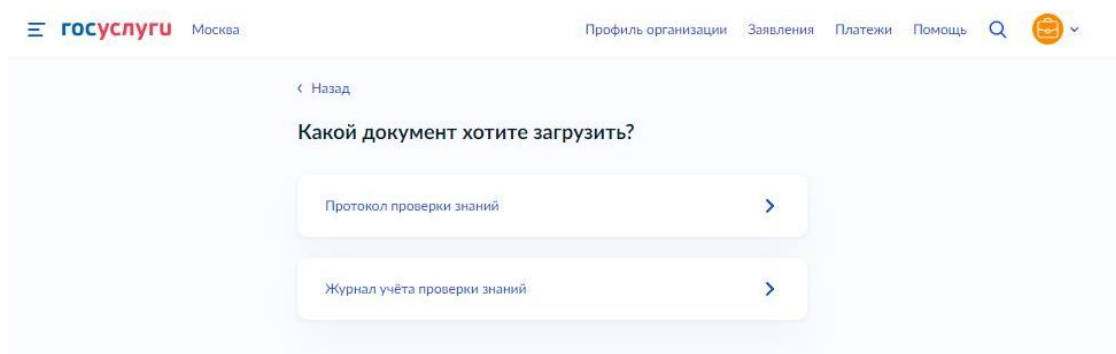 госуслуги Москва Профиль организации Заявления Платежи Помощь
Назад
Какой документ хотите загрузить?
Протокол проверки знаний
Журнал учёта проверки знаний